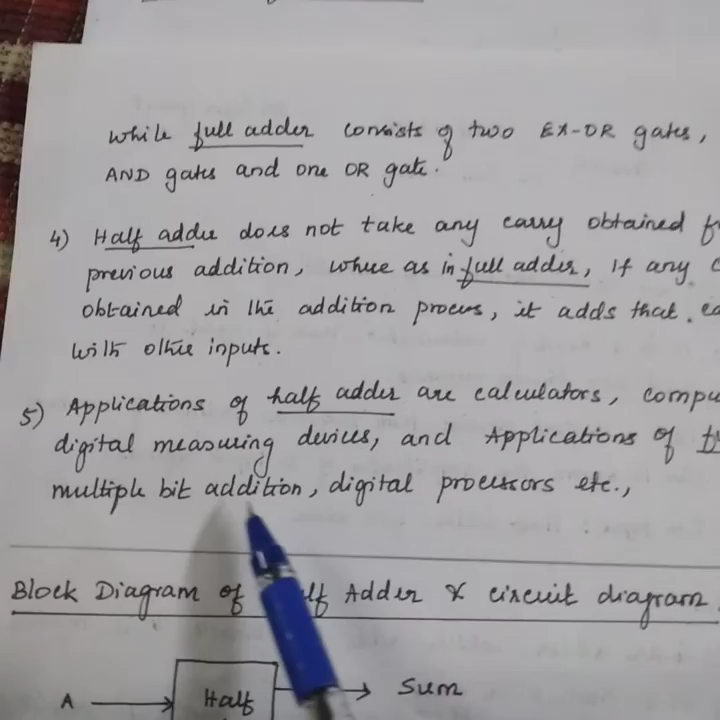 While full adder consists of two EX-OR gates,
AND gates and one OR gate.
4) Half adder does not take any carry obtained
previous addition, where as in full adder, If any
obtained in the addition process, it adds that
with other inputs.
5) Applications of half adder are calculators,
digital measuring devices, and Applications of
multiple bit addition, digital processors etc.,
Block Diagram of Adder & circuit diagram.
A
Half
Sum